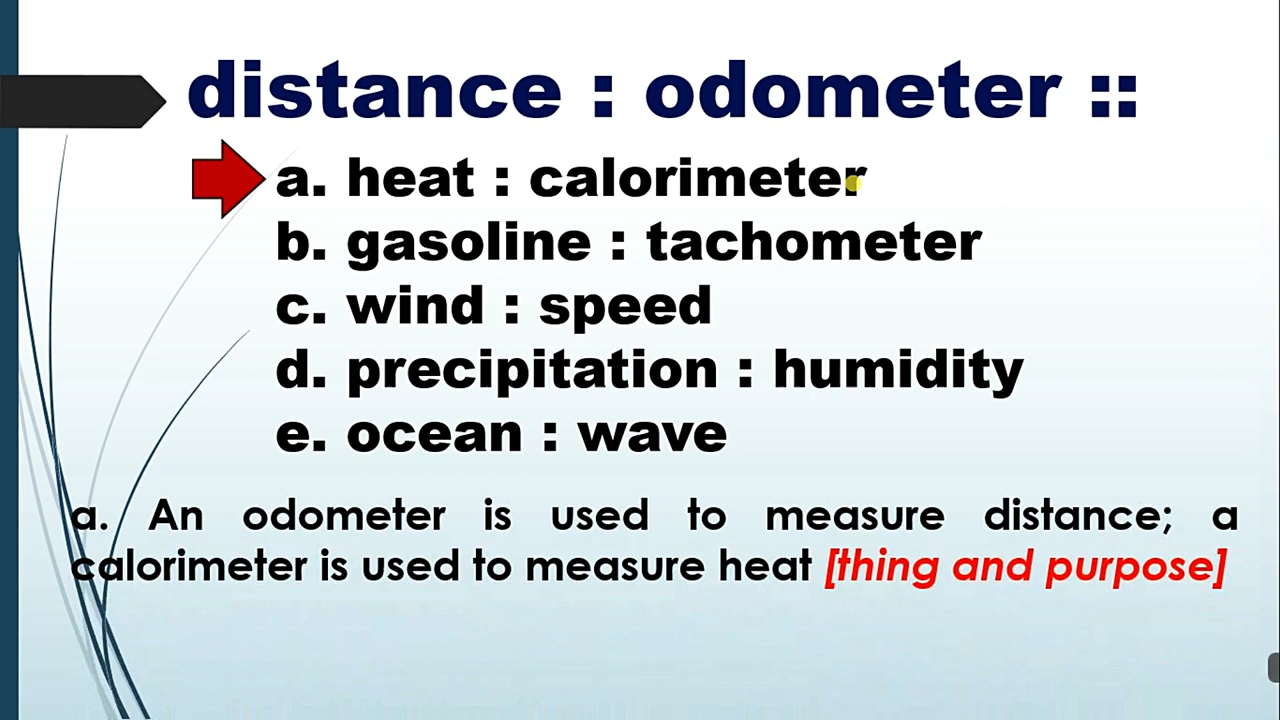 distance : odometer ::
a. heat : calorimeter
b. gasoline : tachometer
c. wind : speed
d. precipitation : humidity
e. ocean : wave
a. An odometer is used to measure distance; a
calorimeter is used to measure heat [thing and purpose]